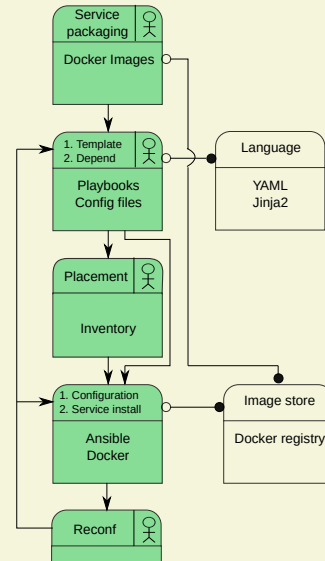 Service
packaging
Docker Images
1. Template
2. Depend
Playbooks
Config files
Language
YAML
Jinja2
Placement
Inventory
1. Configuration
2. Service install
Ansible
Docker
Image store
Docker registry
Reconf